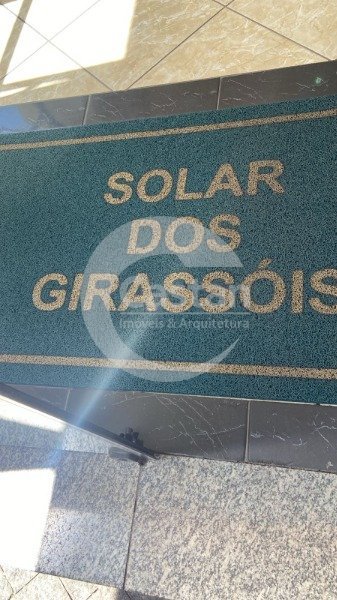 SOLAR
DOS
GIRASSÓIS
Imóveis & Arquitetura